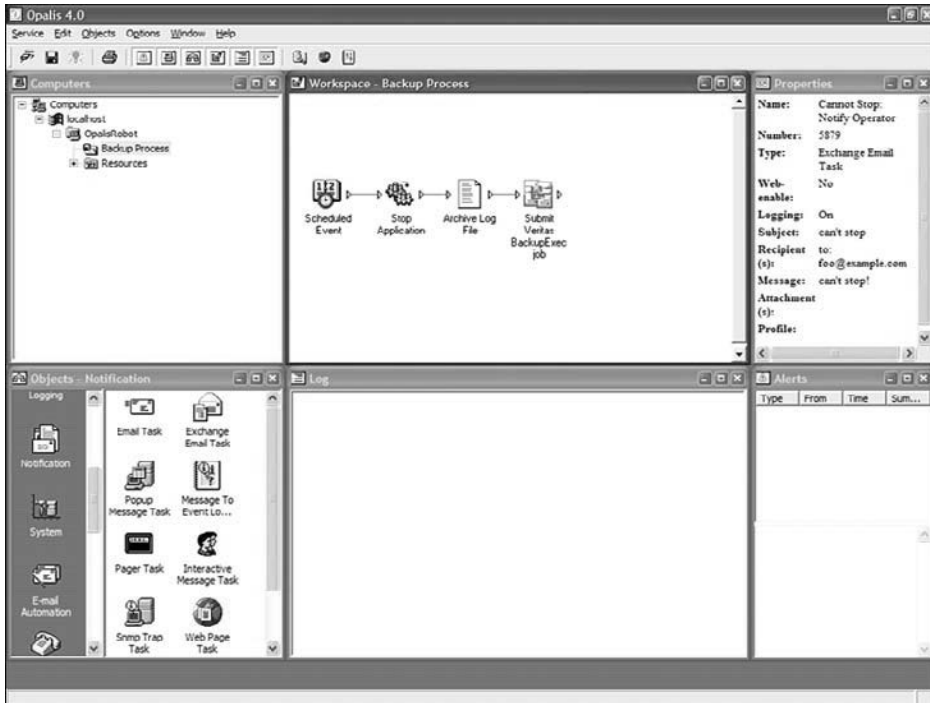 Opalis 4.0
Service Edit Objects Options Window Help
Computers
Computers
localhost
OpalisRobot
Backup Process
Resources
Workspace - Backup Process
Scheduled Event
Stop Application
Archive Log File
Submit Veritas BackupExec job
Properties
Name: Cannot Stop:
Notify Operator
Number: 5879
Type: Exchange Email
Task
Web-enable: No
Logging: On
Subject: can't stop
Recipient(s): to:
foo@example.com
Message: can't stop!
Attachment(s):
Profile:
Objects - Notification
Logging
Notification
System
E-mail
Automation
Email Task
Exchange
Email Task
Popup
Message Task
Message To
Event Lo...
Pager Task
Interactive
Message Task
Snmp Trap
Task
Web Page
Task
Log
Alerts
Type From Time Sum...